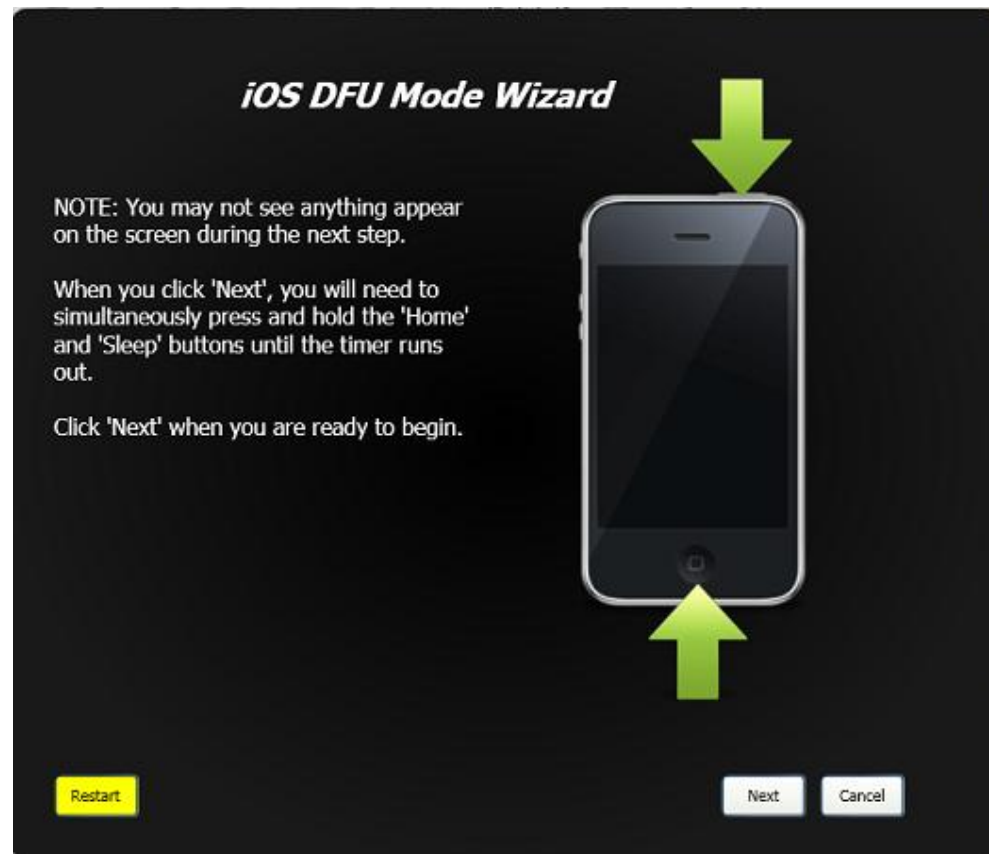 iOS DFU Mode Wizard
NOTE: You may not see anything appear
on the screen during the next step.
When you click 'Next', you will need to
simultaneously press and hold the 'Home'
and 'Sleep' buttons until the timer runs
out.
Click 'Next' when you are ready to begin.
Restart
Next
Cancel